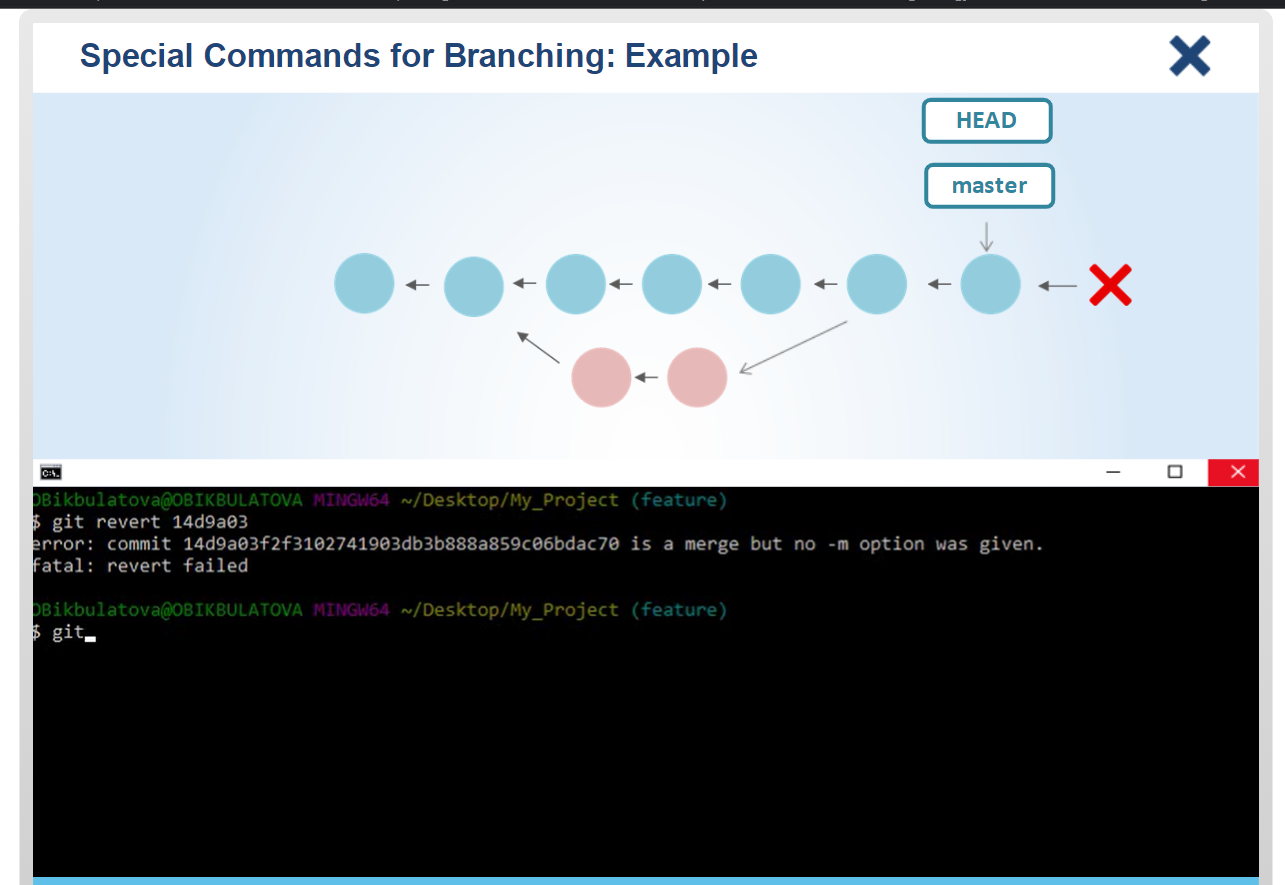 Special Commands for Branching: Example
HEAD
master
OBikbulatova@OBIKBULATOVA MINGW64 ~/Desktop/My_Project (feature)
$ git revert 14d9a03
error: commit 14d9a03f2f3102741903db3b888a859c06bdac70 is a merge but no -m option was given.
fatal: revert failed
OBikbulatova@OBIKBULATOVA MINGW64 ~/Desktop/My_Project (feature)
$ git